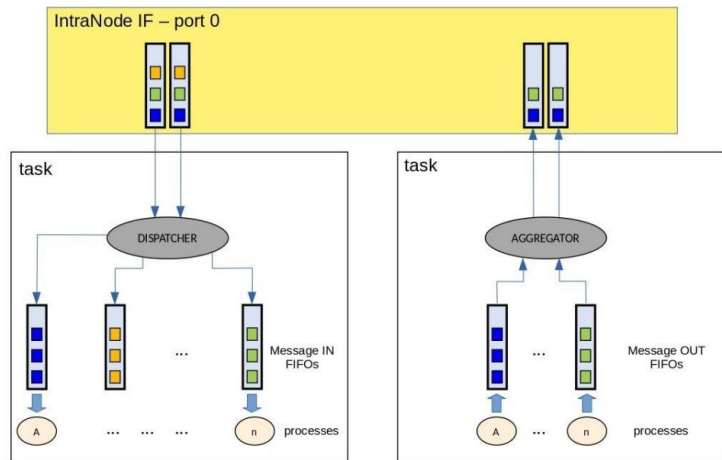 IntraNode IF – port 0
task
task
DISPATCHER
AGGREGATOR
...
Message IN
FIFOs
...
Message OUT
FIFOs
A
... ... ...
n
processes
A
...
n
processes